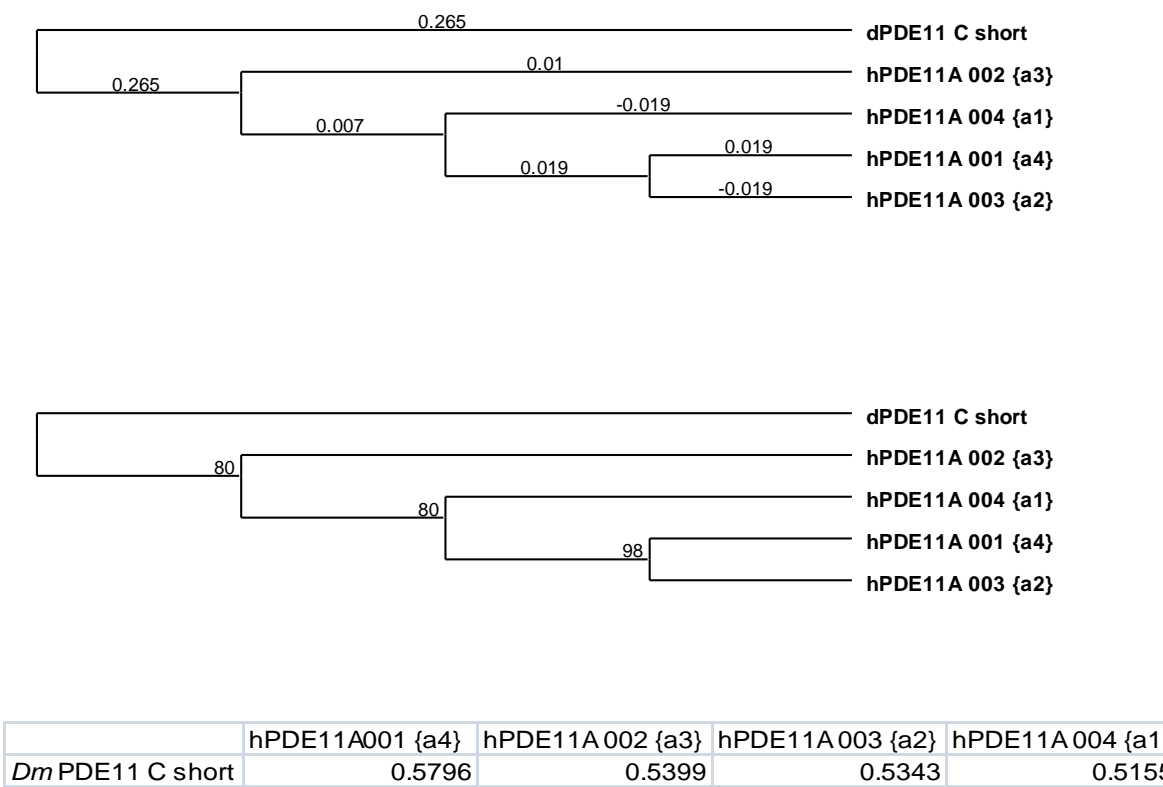 0.265
dPDE11 C short
0.01
hPDE11A 002 {a3}
0.265
-0.019
hPDE11A 004 {a1}
0.007
0.019
hPDE11A 001 {a4}
0.019
-0.019
hPDE11A 003 {a2}
dPDE11 C short
hPDE11A 002 {a3}
80
hPDE11A 004 {a1}
80
hPDE11A 001 {a4}
98
hPDE11A 003 {a2}
hPDE11A001 {a4} hPDE11A 002 {a3} hPDE11A 003 {a2} hPDE11A 004 {a1
Dm PDE11 C short 0.5796 0.5399 0.5343 0.5155